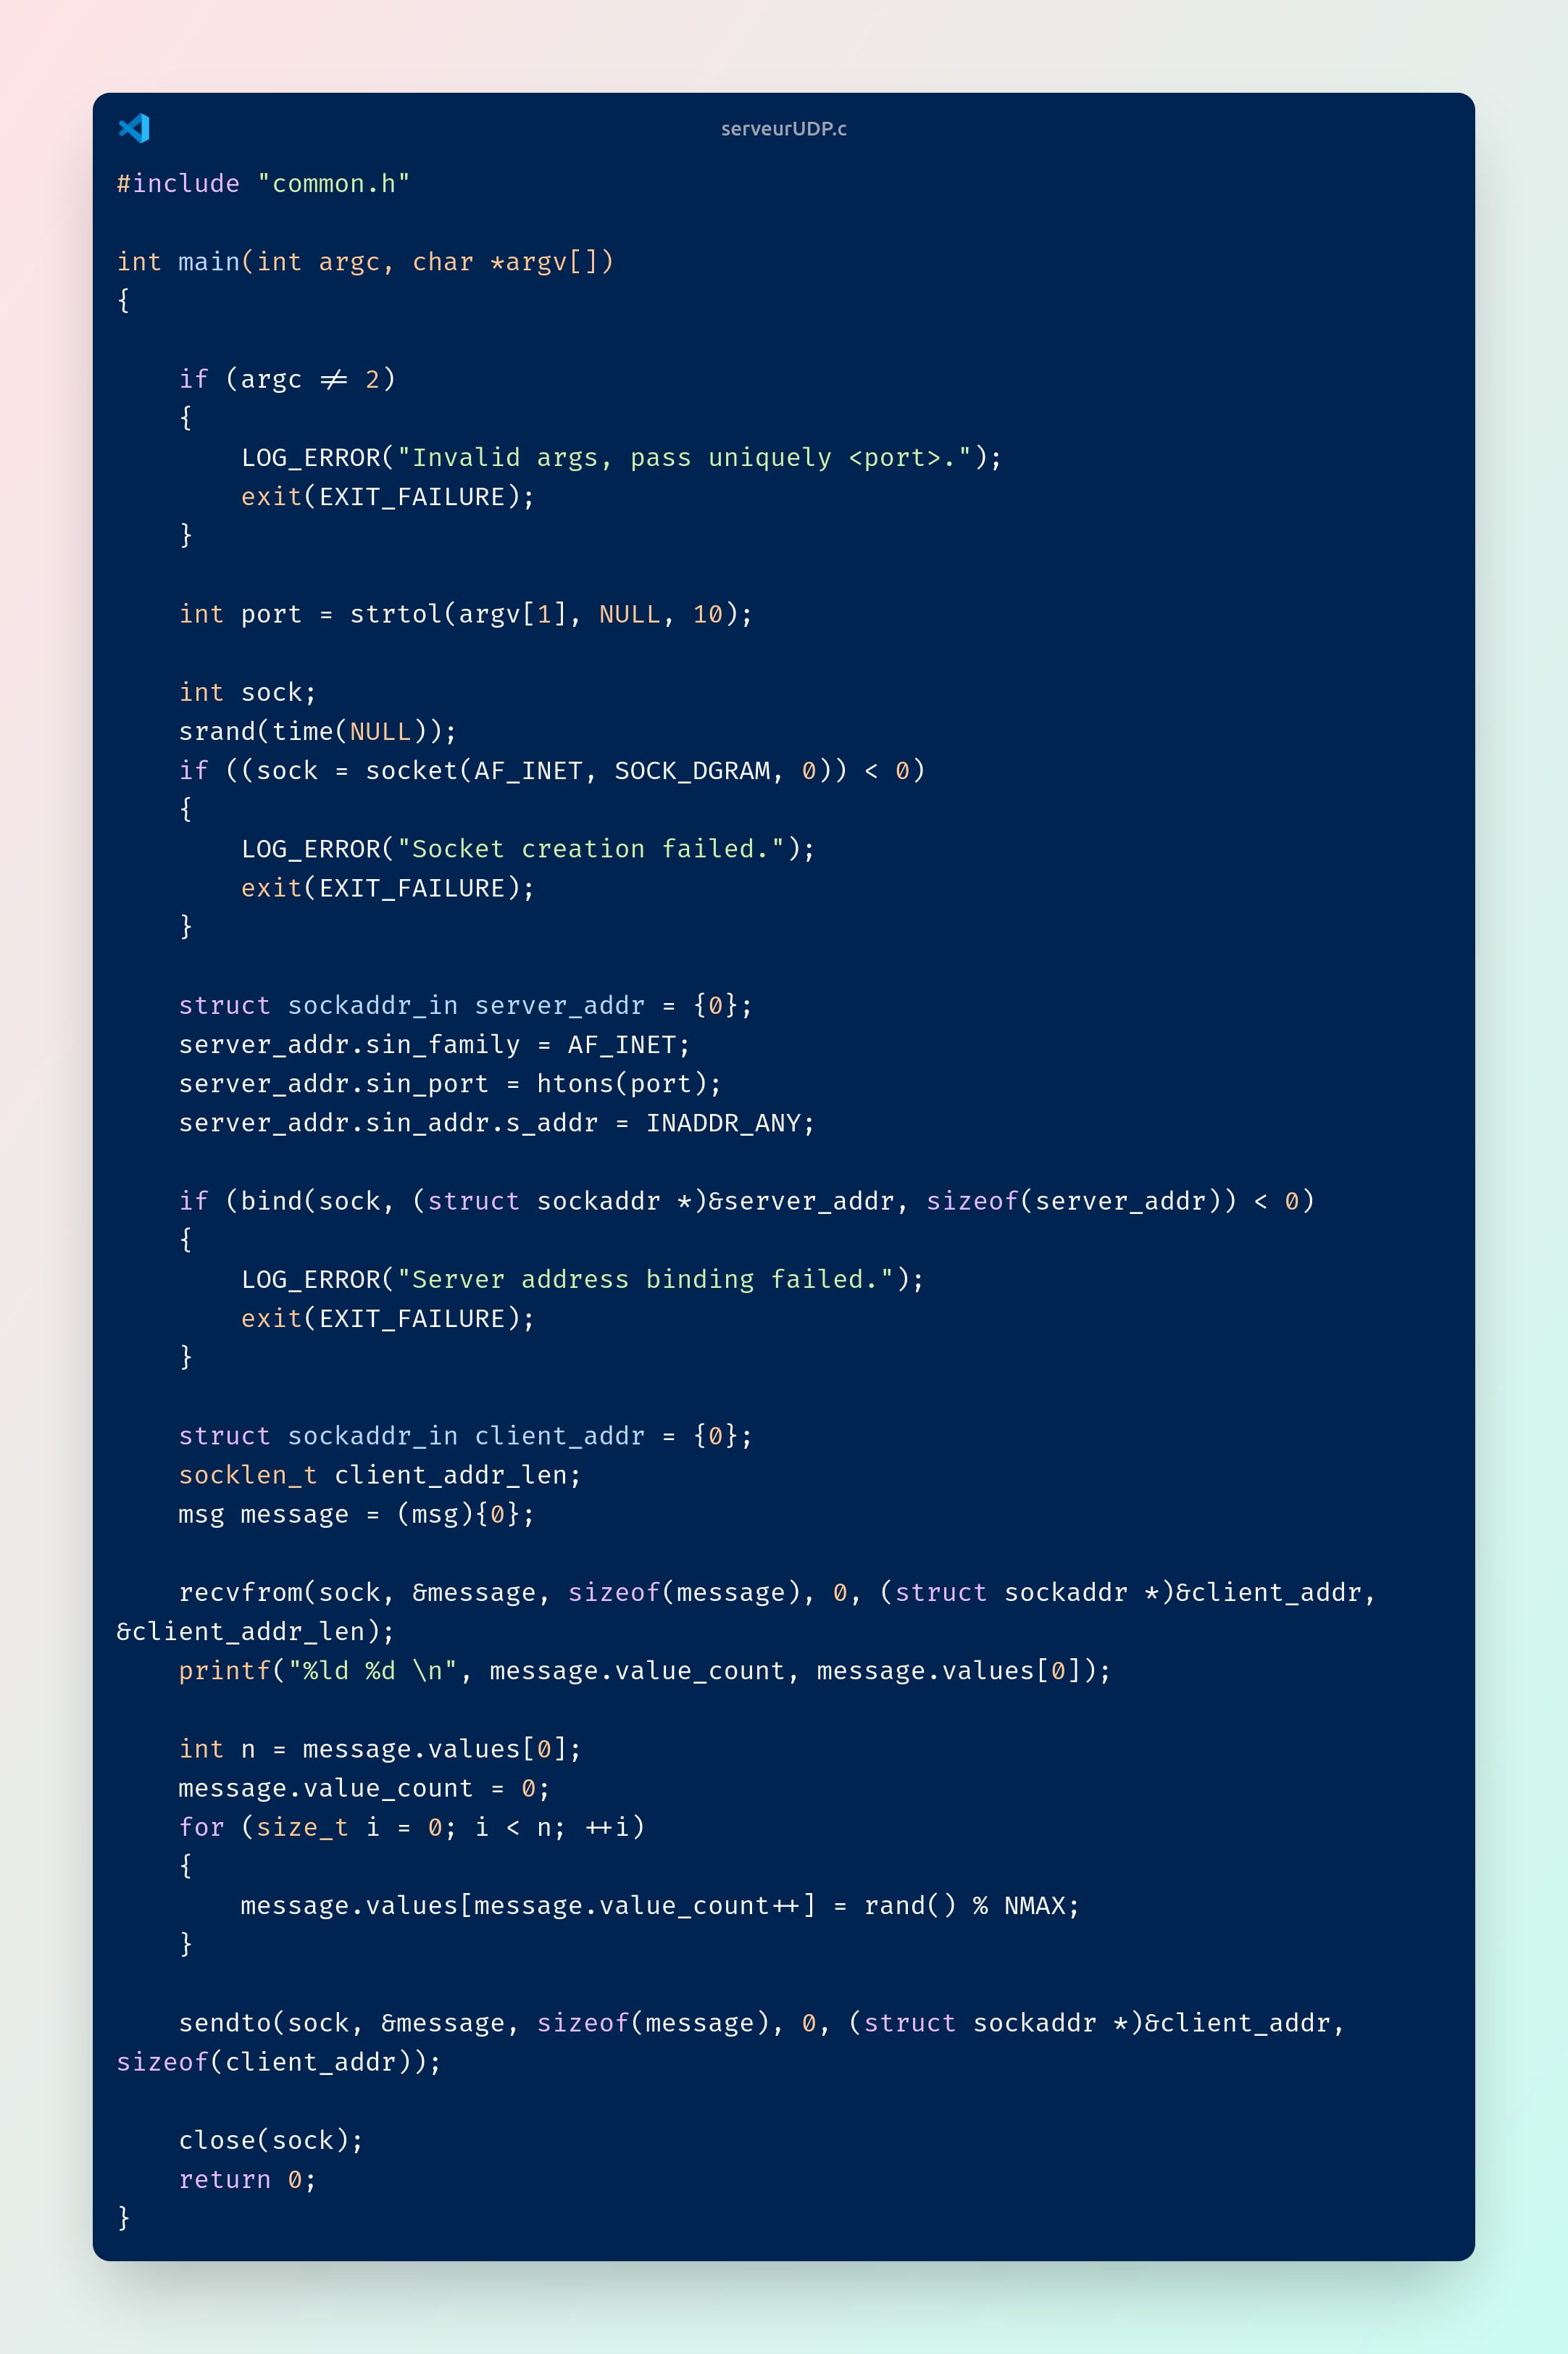 serveurUDP.c
#include "common.h"
int main(int argc, char *argv[])
{
    if (argc != 2)
    {
        LOG_ERROR("Invalid args, pass uniquely <port>.");
        exit(EXIT_FAILURE);
    }
    int port = strtol(argv[1], NULL, 10);
    int sock;
    srand(time(NULL));
    if ((sock = socket(AF_INET, SOCK_DGRAM, 0)) < 0)
    {
        LOG_ERROR("Socket creation failed.");
        exit(EXIT_FAILURE);
    }
    struct sockaddr_in server_addr = {0};
    server_addr.sin_family = AF_INET;
    server_addr.sin_port = htons(port);
    server_addr.sin_addr.s_addr = INADDR_ANY;
    if (bind(sock, (struct sockaddr *)&server_addr, sizeof(server_addr)) < 0)
    {
        LOG_ERROR("Server address binding failed.");
        exit(EXIT_FAILURE);
    }
    struct sockaddr_in client_addr = {0};
    socklen_t client_addr_len;
    msg message = (msg){0};
    recvfrom(sock, &message, sizeof(message), 0, (struct sockaddr *)&client_addr,
&client_addr_len);
    printf("%ld %d \n", message.value_count, message.values[0]);
    int n = message.values[0];
    message.value_count = 0;
    for (size_t i = 0; i < n; ++i)
    {
        message.values[message.value_count++] = rand() % NMAX;
    }
    sendto(sock, &message, sizeof(message), 0, (struct sockaddr *)&client_addr,
sizeof(client_addr));
    close(sock);
    return 0;
}